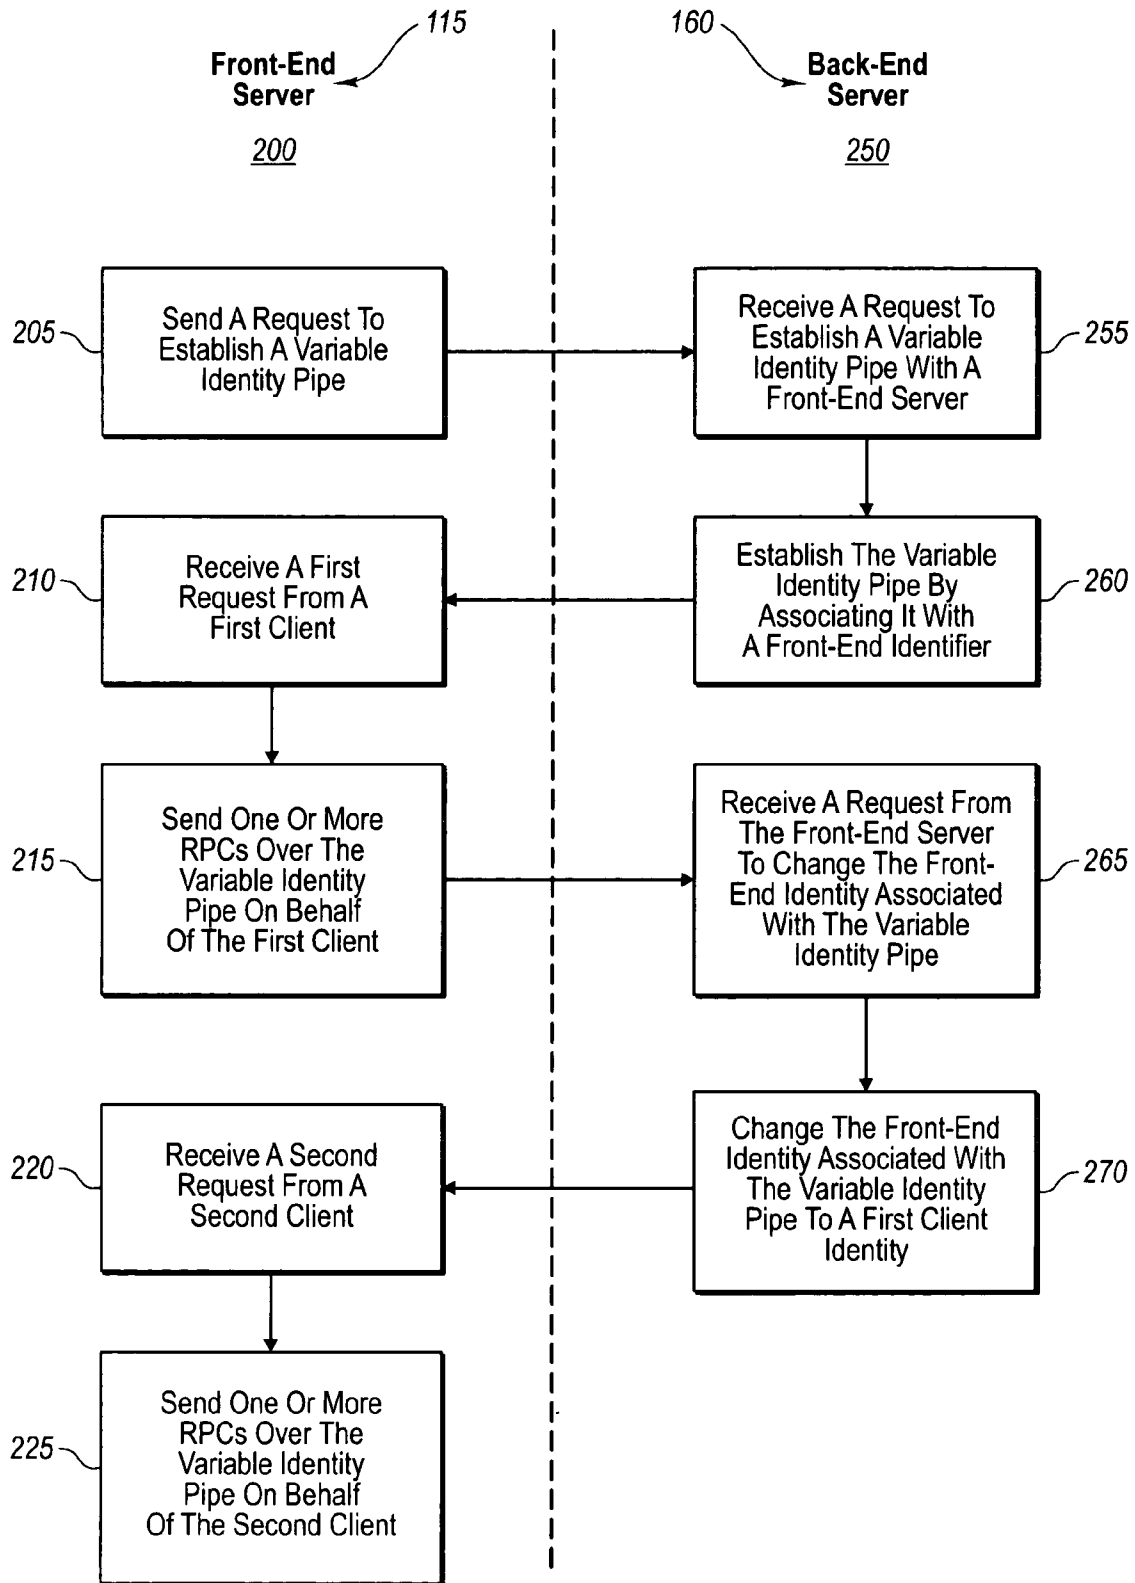 115
160
Front-End
Server
Back-End
Server
200
250
205
Send A Request To
Establish A Variable
Identity Pipe
Receive A Request To
Establish A Variable
Identity Pipe With A
Front-End Server
255
210
Receive A First
Request From A
First Client
Establish The Variable
Identity Pipe By
Associating It With
A Front-End Identifier
260
215
Send One Or More
RPCs Over The
Variable Identity
Pipe On Behalf
Of The First Client
Receive A Request From
The Front-End Server
To Change The Front-
End Identity Associated
With The Variable
Identity Pipe
265
220
Receive A Second
Request From A
Second Client
Change The Front-End
Identity Associated With
The Variable Identity
Pipe To A First Client
Identity
270
225
Send One Or More
RPCs Over The
Variable Identity
Pipe On Behalf
Of The Second Client